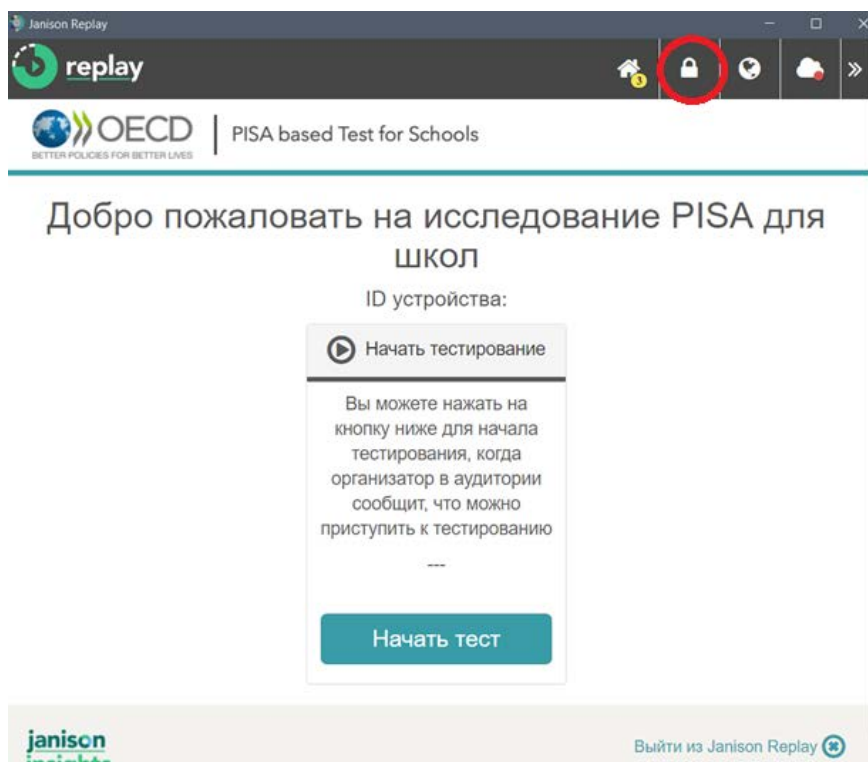 Janison Replay
replay
3
OECD
BETTER POLICIES FOR BETTER LIVES
PISA based Test for Schools
Добро пожаловать на исследование PISA для
школ
ID устройства:
Начать тестирование
Вы можете нажать на
кнопку ниже для начала
тестирования, когда
организатор в аудитории
сообщит, что можно
приступить к тестированию
---
Начать тест
janison
insights
Выйти из Janison Replay